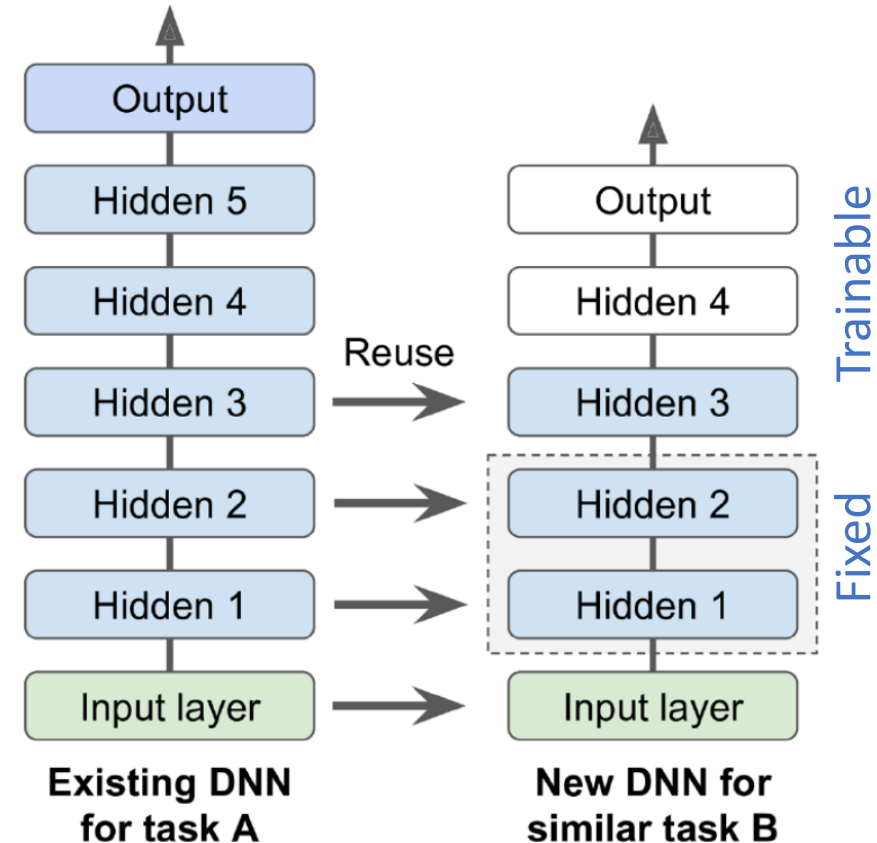 Output
Hidden 5
Hidden 4
Hidden 3
Hidden 2
Hidden 1
Input layer
Existing DNN
for task A
Reuse
Output
Hidden 4
Hidden 3
Hidden 2
Hidden 1
Input layer
New DNN for
similar task B
Trainable
Fixed